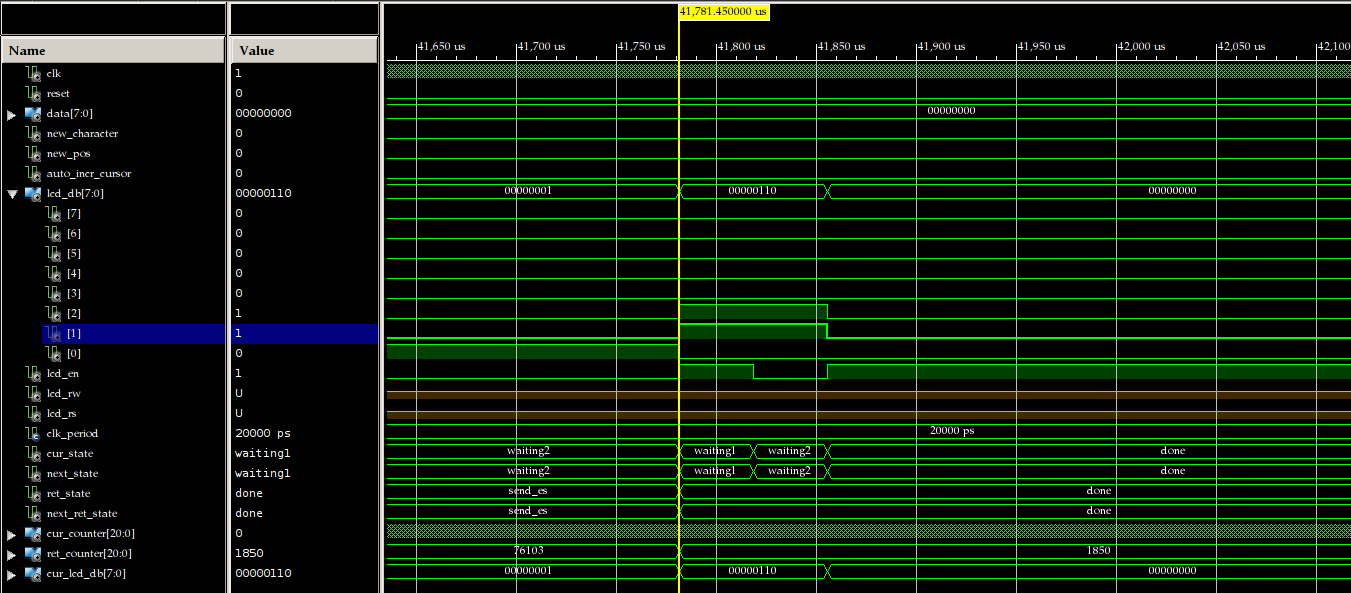 41,781.450000 us
41,650 us 41,700 us 41,750 us 41,800 us 41,850 us 41,900 us 41,950 us 42,000 us 42,050 us 42,100
Name Value
clk 1
reset 0
data[7:0] 00000000 00000000
new_character 0
new_pos 0
auto_incr_cursor 0
lcd_db[7:0] 00000110 00000001 00000110 00000000
[7] 0
[6] 0
[5] 0
[4] 0
[3] 0
[2] 1
[1] 1
[0] 0
lcd_en 1
lcd_rw U
lcd_rs U
clk_period 20000 ps 20000 ps
cur_state waiting1 waiting2 waiting1 waiting2 done
next_state waiting1 waiting2 waiting1 waiting2 done
ret_state done send_es done
next_ret_state done send_es done
cur_counter[20:0] 0
ret_counter[20:0] 1850 76103 1850
cur_lcd_db[7:0] 00000110 00000001 00000110 00000000